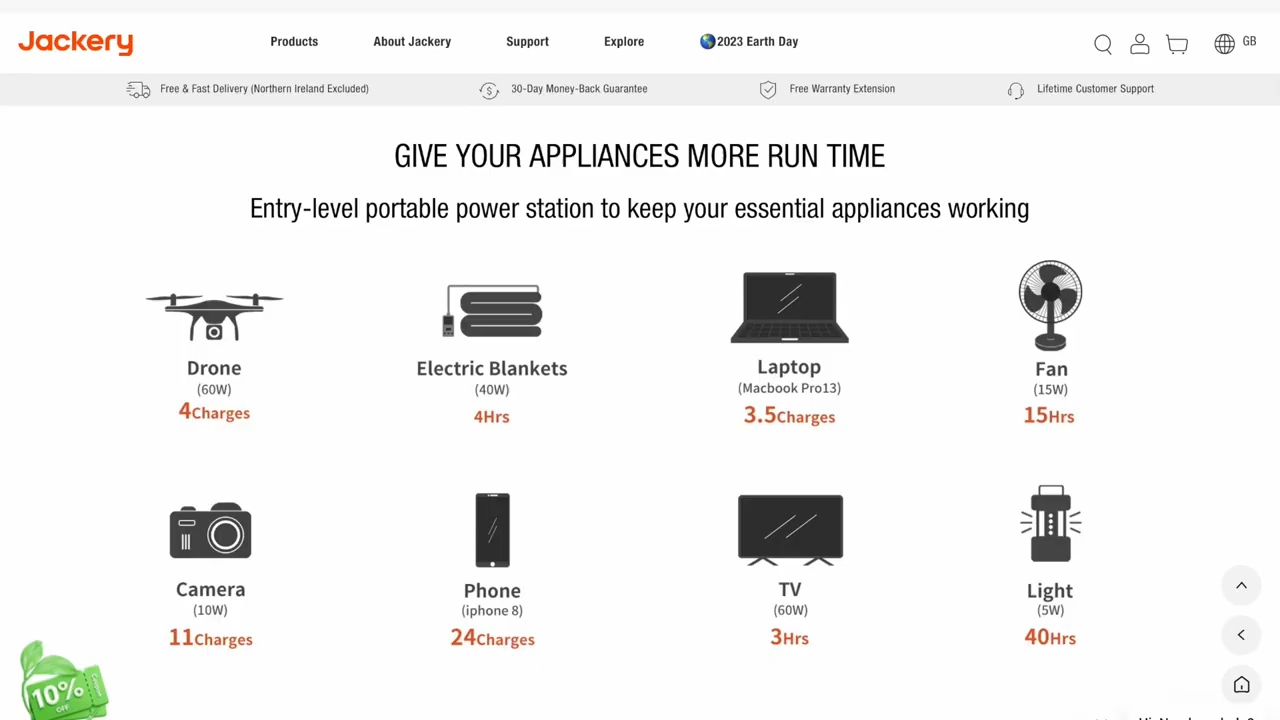 Jackery
Products
About Jackery
Support
Explore
2023 Earth Day
GB
Free & Fast Delivery (Northern Ireland Excluded)
30-Day Money-Back Guarantee
Free Warranty Extension
Lifetime Customer Support
GIVE YOUR APPLIANCES MORE RUN TIME
Entry-level portable power station to keep your essential appliances working
Drone
(60W)
4Charges
Electric Blankets
(40W)
4Hrs
Laptop
(Macbook Pro13)
3.5Charges
Fan
(15W)
15Hrs
Camera
(10W)
11Charges
Phone
(iphone 8)
24Charges
TV
(60W)
3Hrs
Light
(5W)
40Hrs
10%
OFF